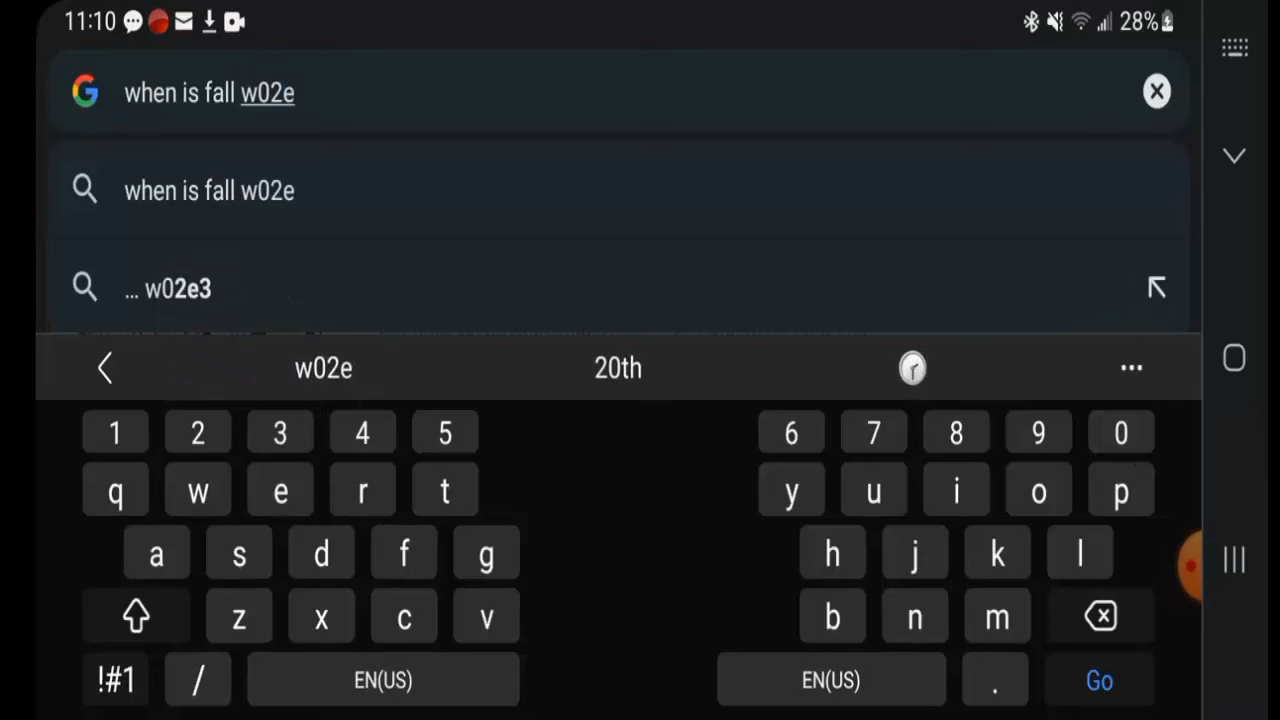 11:10 28%
when is fall w02e
when is fall w02e
... w02e3
w02e 20th ...
1 2 3 4 5 6 7 8 9 0
q w e r t y u i o p
a s d f g h j k l
z x c v b n m
!#1 / EN(US) EN(US) . Go